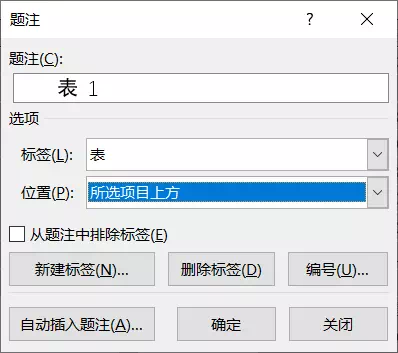 题注
?
题注(C):
表 1
选项
标签(L): 表
位置(P): 所选项目上方
从题注中排除标签(E)
新建标签(N)... 删除标签(D) 编号(U)...
自动插入题注(A)... 确定 关闭